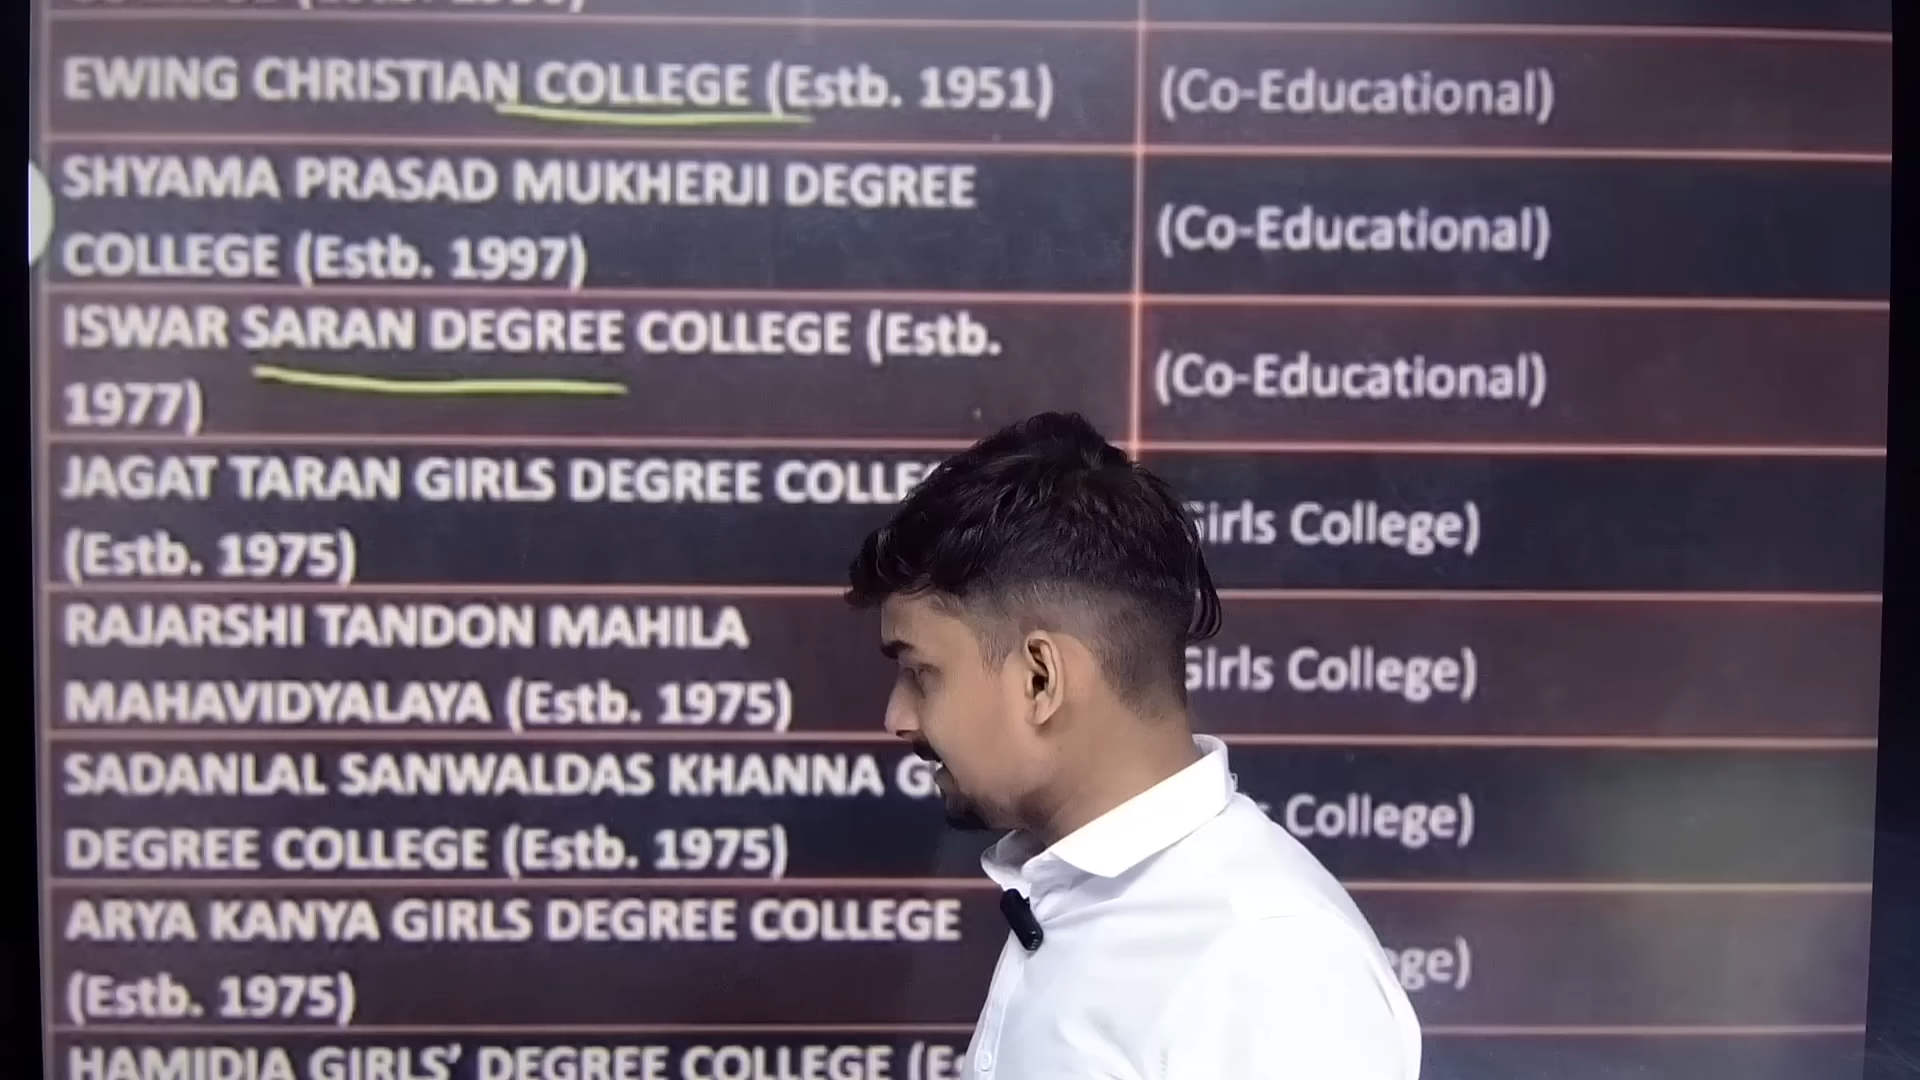 EWING CHRISTIAN COLLEGE (Estb. 1951) (Co-Educational)
SHYAMA PRASAD MUKHERJI DEGREE
COLLEGE (Estb. 1997)
(Co-Educational)
ISWAR SARAN DEGREE COLLEGE (Estb.
1977)
(Co-Educational)
JAGAT TARAN GIRLS DEGREE
(Estb. 1975)
College)
RAJARSHI TANDON MAHILA
MAHAVIDYALAYA (Estb. 1975)
College)
SADANLAL SANWALDAS KHANNA
DEGREE COLLEGE (Estb. 1975)
College)
ARYA KANYA GIRLS DEGREE COLLEGE
(Estb. 1975)
HAMIDIA GIRLS' DEGREE COLLEGE